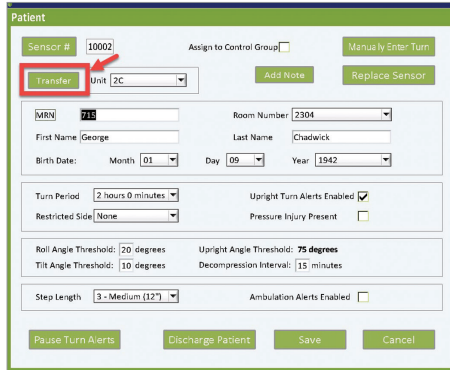 Patient
Sensor # 10002 Assign to Control Group Manually Enter Turn
Transfer Unit 2C Add Note Replace Sensor
MRN 715 Room Number 2304
First Name George Last Name Chadwick
Birth Date: Month 01 Day 09 Year 1942
Turn Period 2 hours 0 minutes Upright Turn Alerts Enabled
Restricted Side None Pressure Injury Present
Roll Angle Threshold: 20 degrees Upright Angle Threshold: 75 degrees
Tilt Angle Threshold: 10 degrees Decompression Interval: 15 minutes
Step Length 3 - Medium (12") Ambulation Alerts Enabled
Pause Turn Alerts Discharge Patient Save Cancel